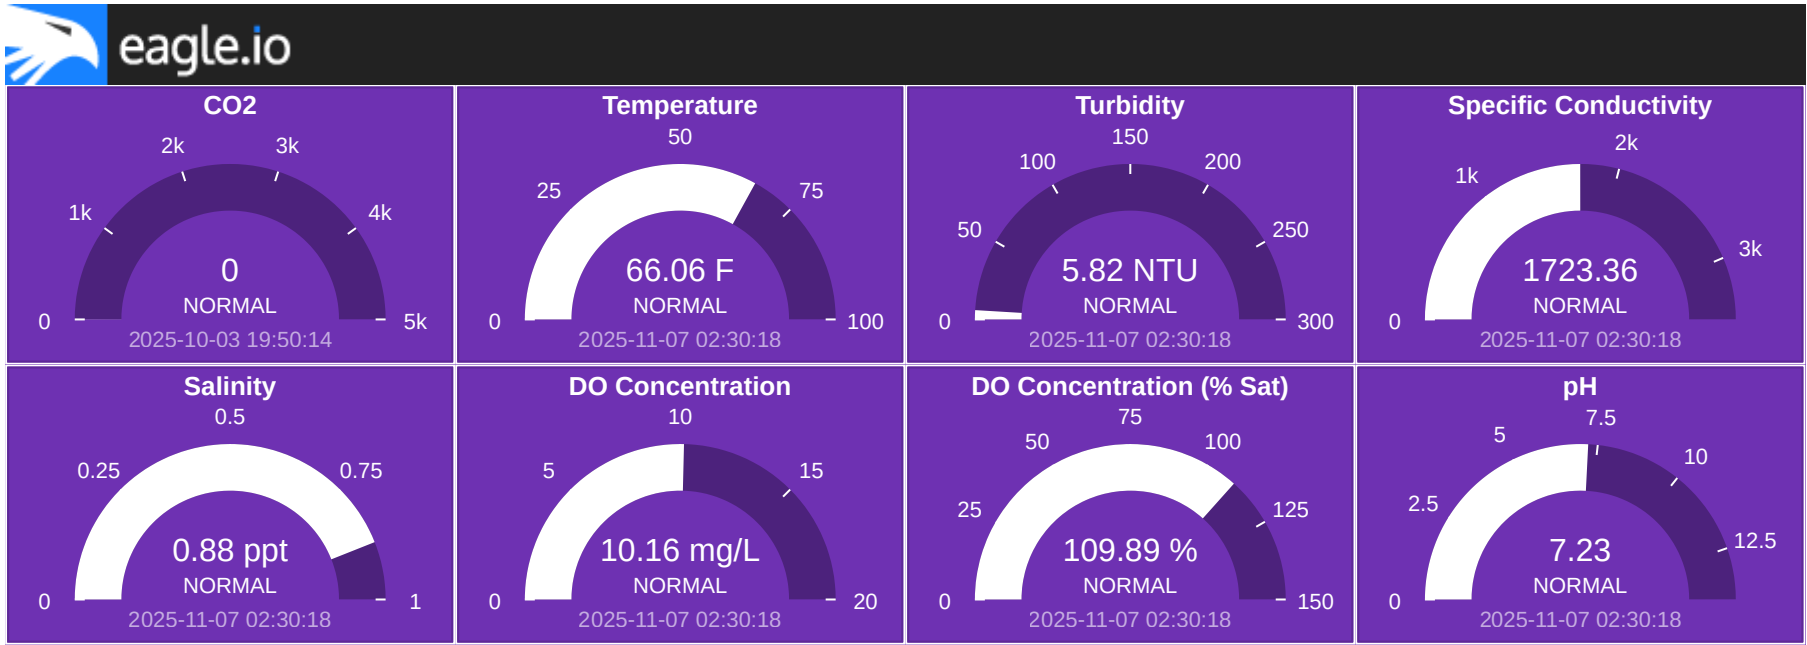 eagle.io
CO2
0
1k
2k
3k
4k
5k
0
NORMAL
2025-10-03 19:50:14
Temperature
0
25
50
75
100
66.06 F
NORMAL
2025-11-07 02:30:18
Turbidity
0
50
100
150
200
250
300
5.82 NTU
NORMAL
2025-11-07 02:30:18
Specific Conductivity
0
1k
2k
3k
1723.36
NORMAL
2025-11-07 02:30:18
Salinity
0
0.25
0.5
0.75
1
0.88 ppt
NORMAL
2025-11-07 02:30:18
DO Concentration
0
5
10
15
20
10.16 mg/L
NORMAL
2025-11-07 02:30:18
DO Concentration (% Sat)
0
25
50
75
100
125
150
109.89 %
NORMAL
2025-11-07 02:30:18
pH
0
2.5
5
7.5
10
12.5
7.23
NORMAL
2025-11-07 02:30:18